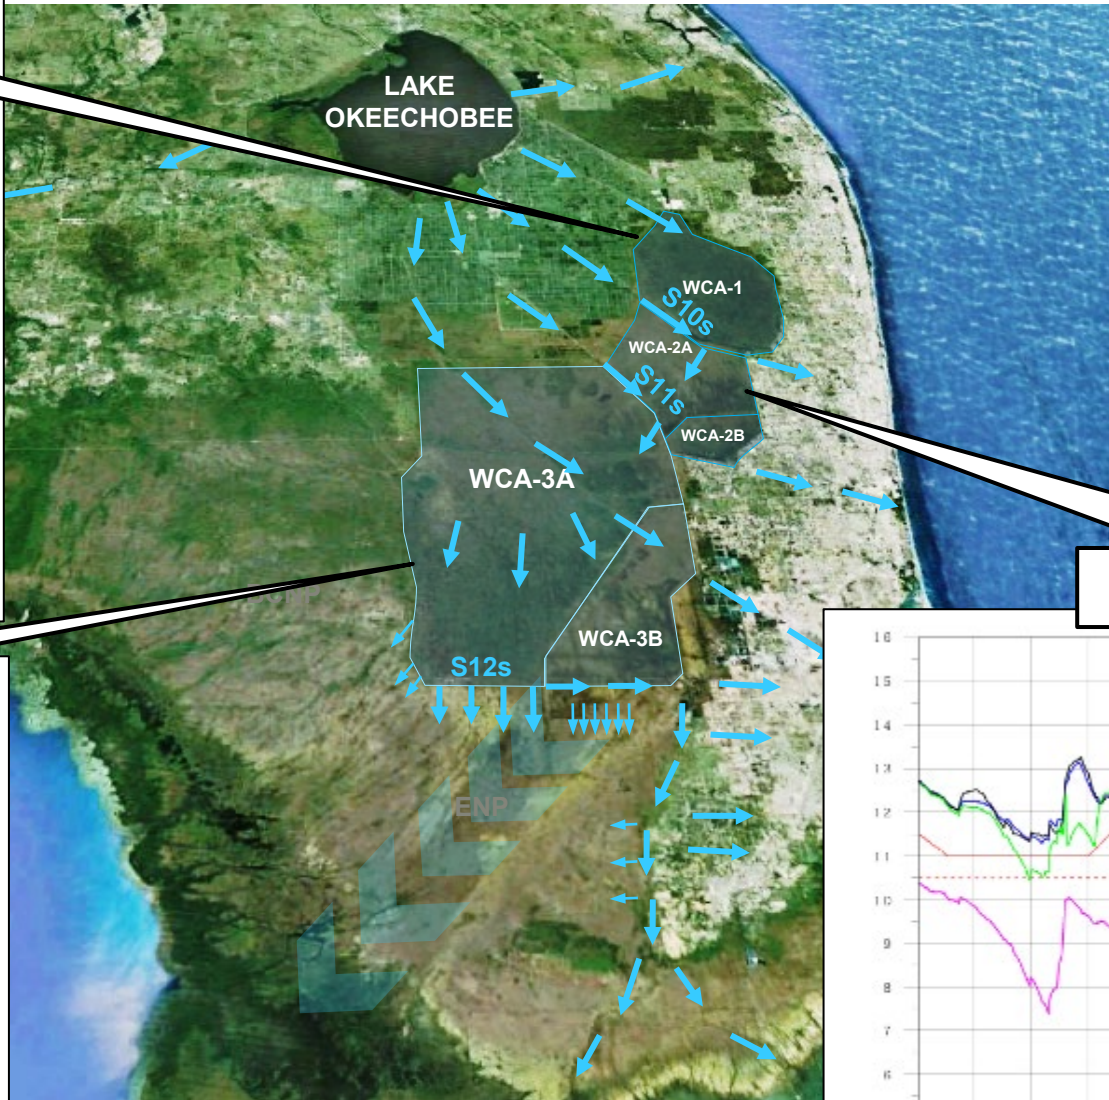 LAKE
OKEECHOBEE
WCA-1
S10s
WCA-2A
S11s
WCA-2B
WCA-3A
WCA-3B
S12s
ENP
16
15
14
13
12
11
10
9
8
7
6